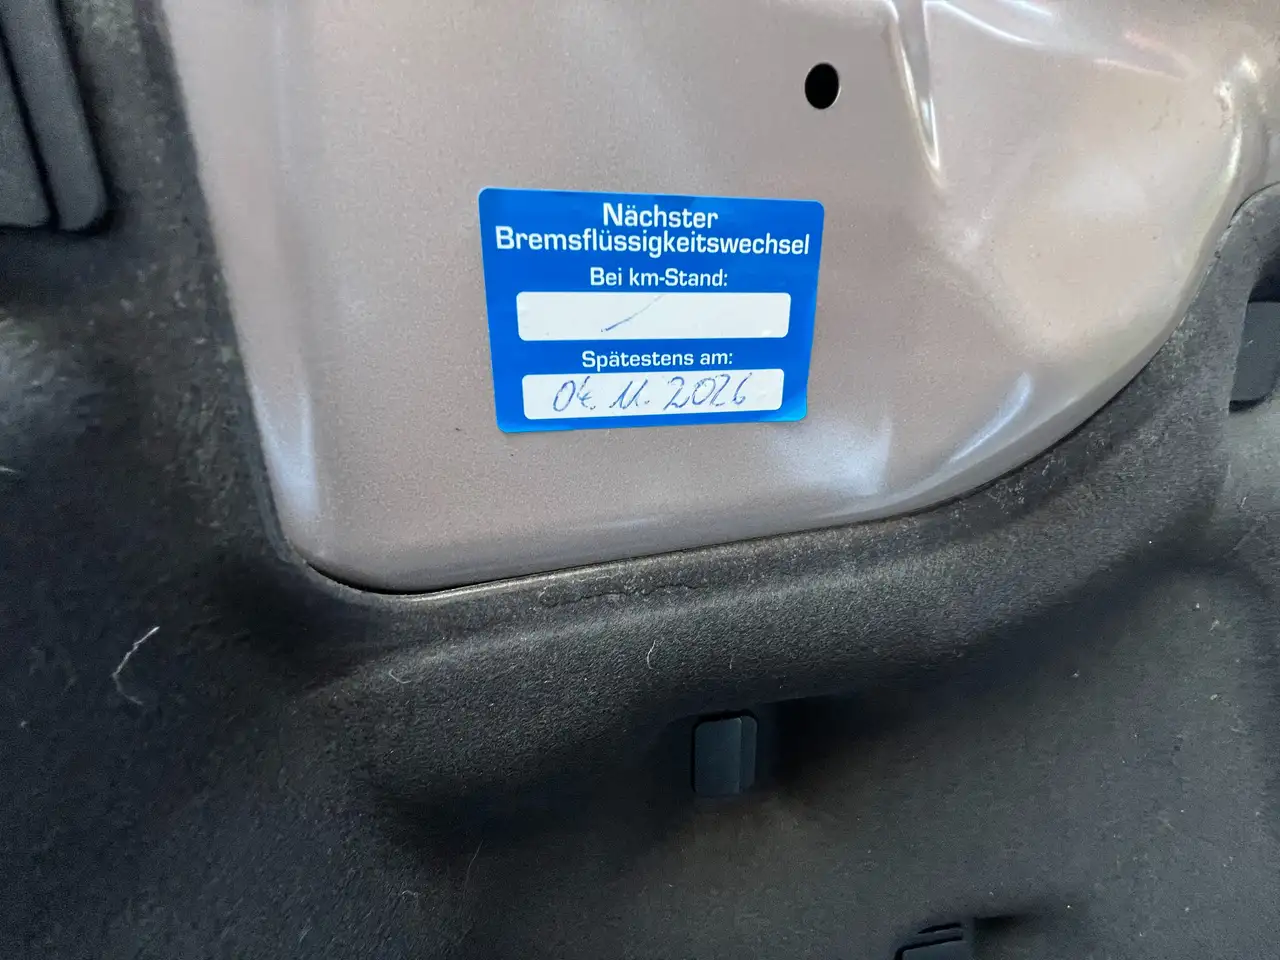 Nächster
Bremsflüssigkeitswechsel
Bei km-Stand:
Spätestens am:
04. 11. 2026